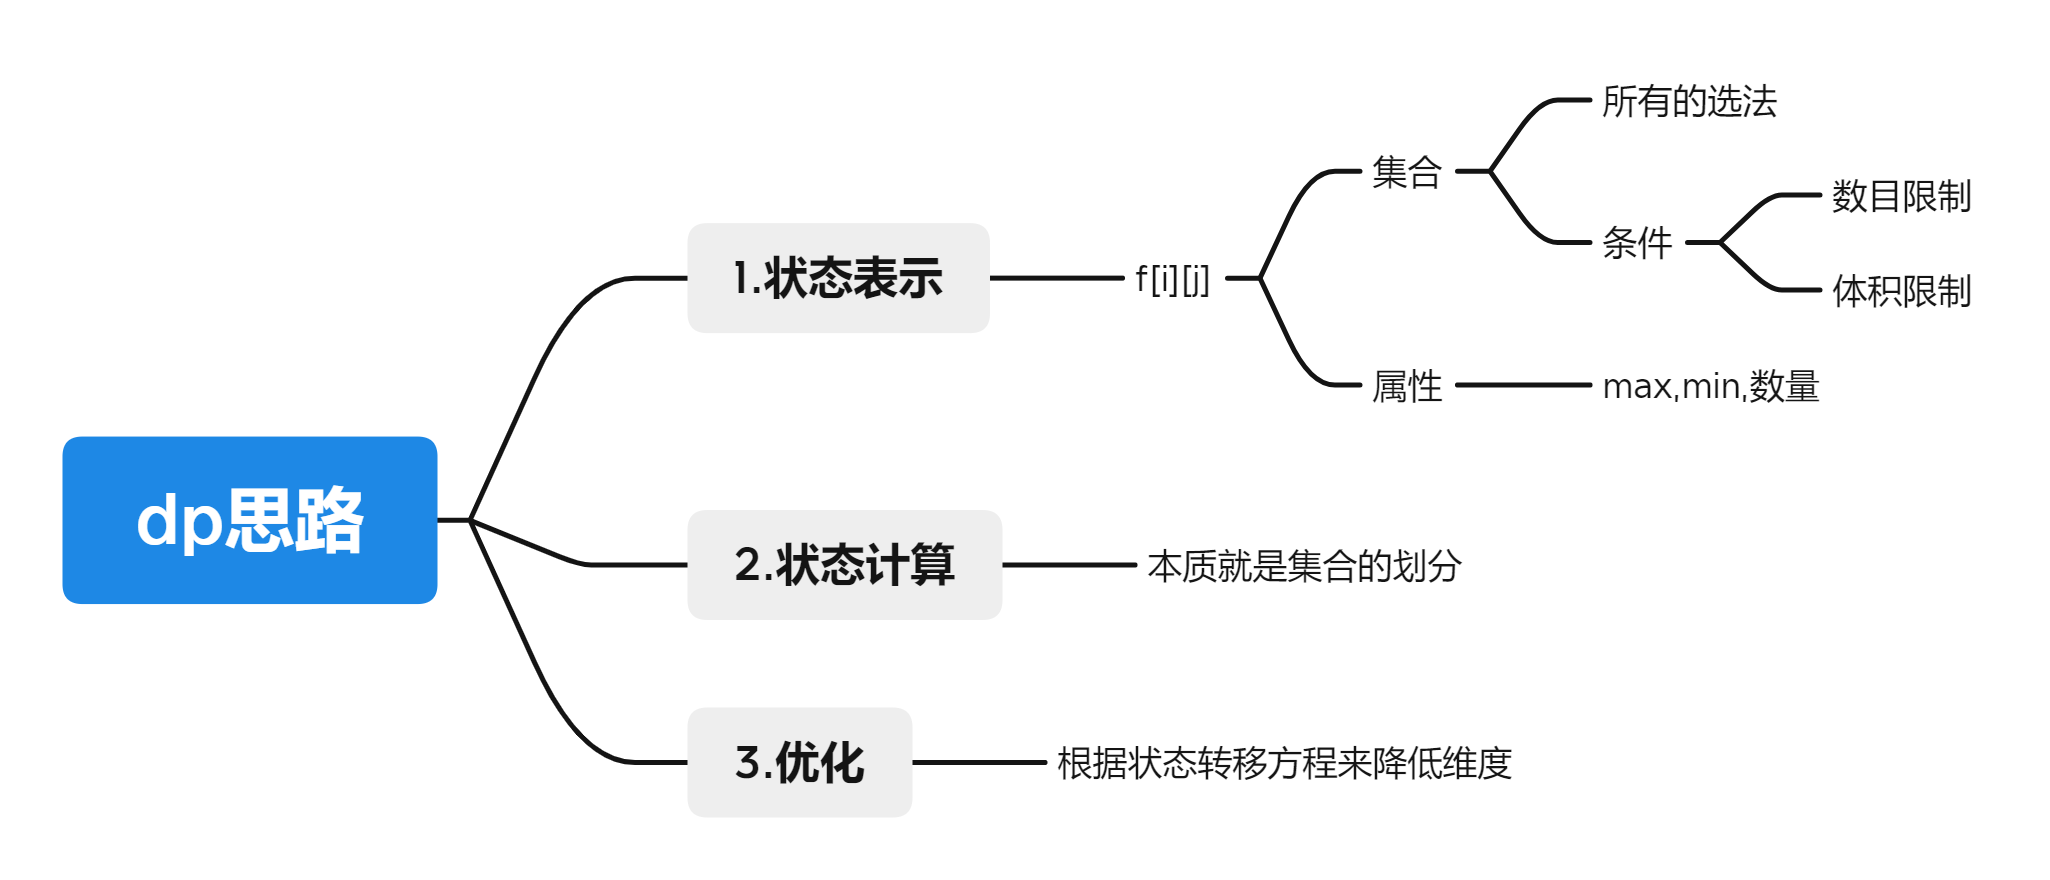 dp思路
1.状态表示
f[i][j]
集合
所有的选法
条件
数目限制
体积限制
属性
max,min,数量
2.状态计算
本质就是集合的划分
3.优化
根据状态转移方程来降低维度